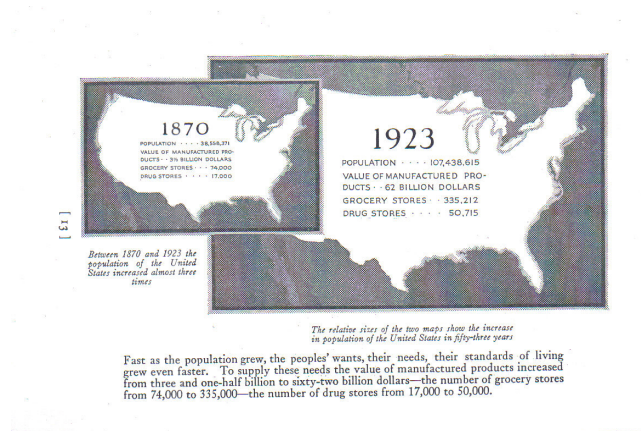 1870
POPULATION · · · · 38,558,371
VALUE OF MANUFACTURED PRO-
DUCTS · · 3½ BILLION DOLLARS
GROCERY STORES · · · 74,000
DRUG STORES · · · · · 17,000
1923
POPULATION · · · · 107,438,615
VALUE OF MANUFACTURED PRO-
DUCTS · · 62 BILLION DOLLARS
GROCERY STORES · · 335,212
DRUG STORES · · · · 50,715
[ 13 ]
Between 1870 and 1923 the
population of the United
States increased almost three
times
The relative sizes of the two maps show the increase
in population of the United States in fifty-three years
Fast as the population grew, the peoples' wants, their needs, their standards of living
grew even faster. To supply these needs the value of manufactured products increased
from three and one-half billion to sixty-two billion dollars—the number of grocery stores
from 74,000 to 335,000—the number of drug stores from 17,000 to 50,000.